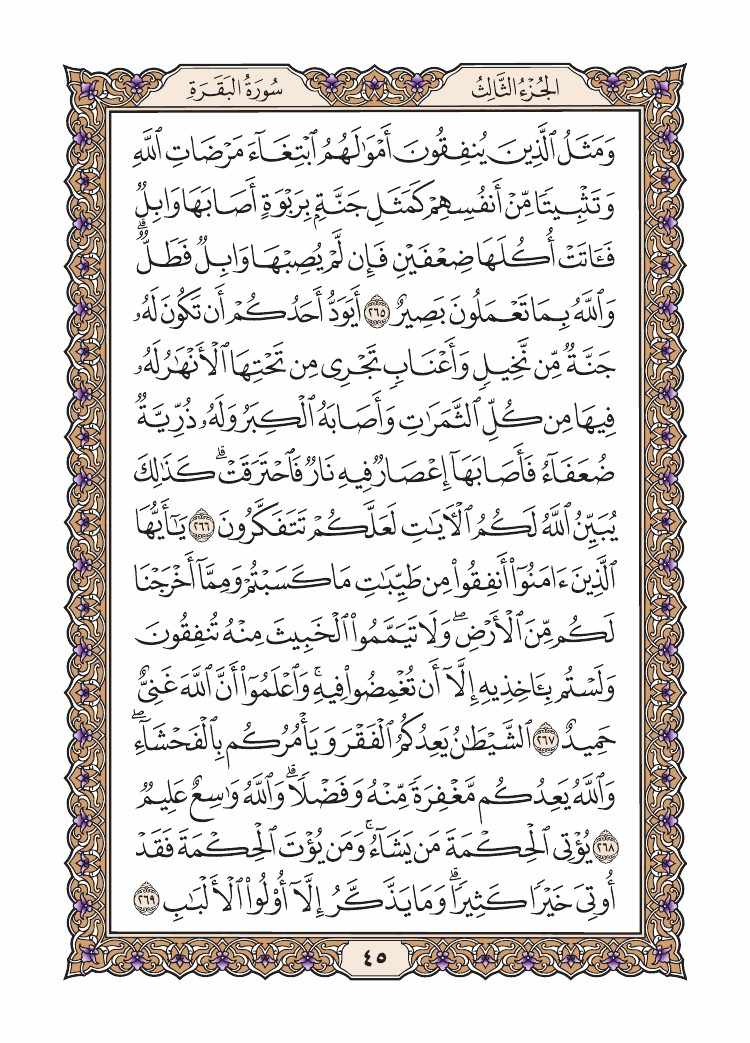 الجُزْءُ الثَّالِثُ
سُورَةُ البَقَرَةِ
وَمَثَلُ ٱلَّذِينَ يُنفِقُونَ أَمۡوَٰلَهُمُ ٱبۡتِغَآءَ مَرۡضَاتِ ٱللَّهِ
وَتَثۡبِيتٗا مِّنۡ أَنفُسِهِمۡ كَمَثَلِ جَنَّةِۭ بِرَبۡوَةٍ أَصَابَهَا وَابِلٞ
فَـَٔاتَتۡ أُكُلَهَا ضِعۡفَيۡنِ فَإِن لَّمۡ يُصِبۡهَا وَابِلٞ فَطَلّٞۗ
وَٱللَّهُ بِمَا تَعۡمَلُونَ بَصِيرٌ ٢٦٥ أَيَوَدُّ أَحَدُكُمۡ أَن تَكُونَ لَهُۥ
جَنَّةٞ مِّن نَّخِيلٖ وَأَعۡنَابٖ تَجۡرِي مِن تَحۡتِهَا ٱلۡأَنۡهَٰرُ لَهُۥ
فِيهَا مِن كُلِّ ٱلثَّمَرَٰتِ وَأَصَابَهُ ٱلۡكِبَرُ وَلَهُۥ ذُرِّيَّةٞ
ضُعَفَآءُ فَأَصَابَهَآ إِعۡصَارٞ فِيهِ نَارٞ فَٱحۡتَرَقَتۡۗ كَذَٰلِكَ
يُبَيِّنُ ٱللَّهُ لَكُمُ ٱلۡأٓيَٰتِ لَعَلَّكُمۡ تَتَفَكَّرُونَ ٢٦٦ يَٰٓأَيُّهَا
ٱلَّذِينَ ءَامَنُوٓاْ أَنفِقُواْ مِن طَيِّبَٰتِ مَا كَسَبۡتُمۡ وَمِمَّآ أَخۡرَجۡنَا
لَكُم مِّنَ ٱلۡأَرۡضِۖ وَلَا تَيَمَّمُواْ ٱلۡخَبِيثَ مِنۡهُ تُنفِقُونَ
وَلَسۡتُم بِـَٔاخِذِيهِ إِلَّآ أَن تُغۡمِضُواْ فِيهِۚ وَٱعۡلَمُوٓاْ أَنَّ ٱللَّهَ غَنِيٌّ
حَمِيدٌ ٢٦٧ ٱلشَّيۡطَٰنُ يَعِدُكُمُ ٱلۡفَقۡرَ وَيَأۡمُرُكُم بِٱلۡفَحۡشَآءِۖ
وَٱللَّهُ يَعِدُكُم مَّغۡفِرَةٗ مِّنۡهُ وَفَضۡلٗاۗ وَٱللَّهُ وَٰسِعٌ عَلِيمٞ
٢٦٨ يُؤۡتِي ٱلۡحِكۡمَةَ مَن يَشَآءُۚ وَمَن يُؤۡتَ ٱلۡحِكۡمَةَ فَقَدۡ
أُوتِيَ خَيۡرٗا كَثِيرٗاۗ وَمَا يَذَّكَّرُ إِلَّآ أُوْلُواْ ٱلۡأَلۡبَٰبِ ٢٦٩
٤٥